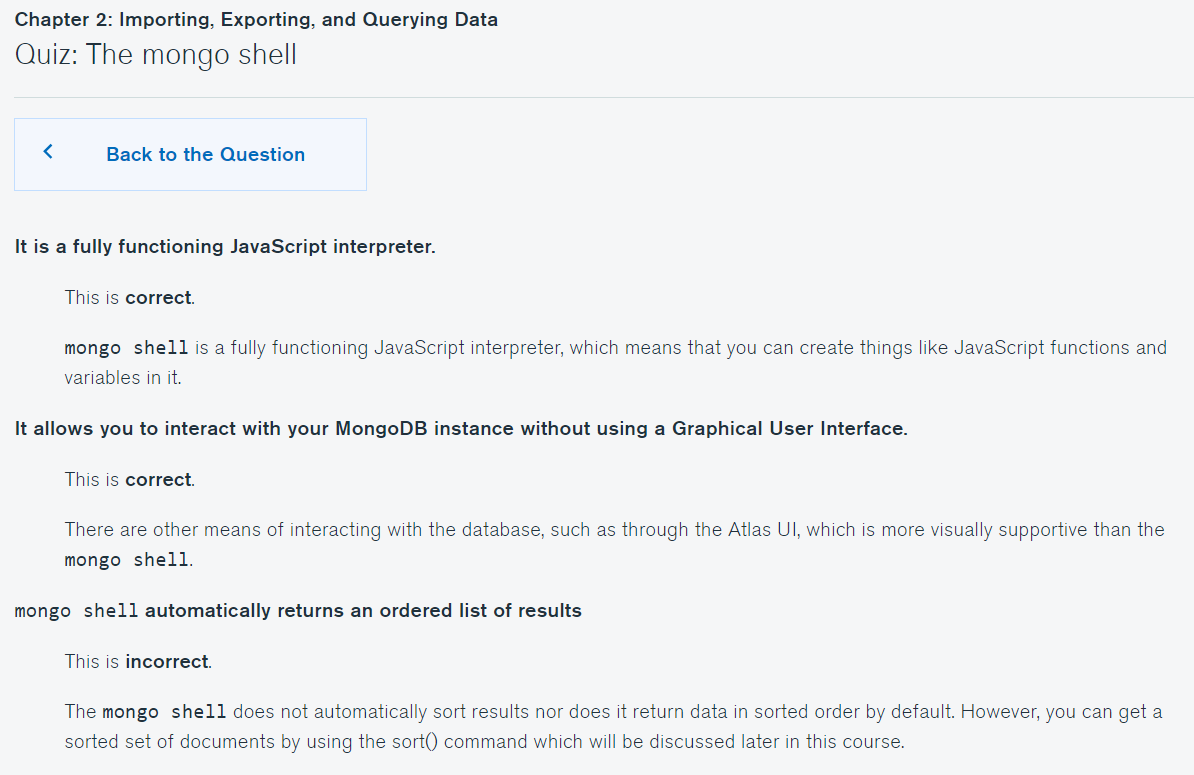 Chapter 2: Importing, Exporting, and Querying Data
Quiz: The mongo shell
Back to the Question
It is a fully functioning JavaScript interpreter.
This is correct.
mongo shell is a fully functioning JavaScript interpreter, which means that you can create things like JavaScript functions and
variables in it.
It allows you to interact with your MongoDB instance without using a Graphical User Interface.
This is correct.
There are other means of interacting with the database, such as through the Atlas UI, which is more visually supportive than the
mongo shell.
mongo shell automatically returns an ordered list of results
This is incorrect.
The mongo shell does not automatically sort results nor does it return data in sorted order by default. However, you can get a
sorted set of documents by using the sort() command which will be discussed later in this course.